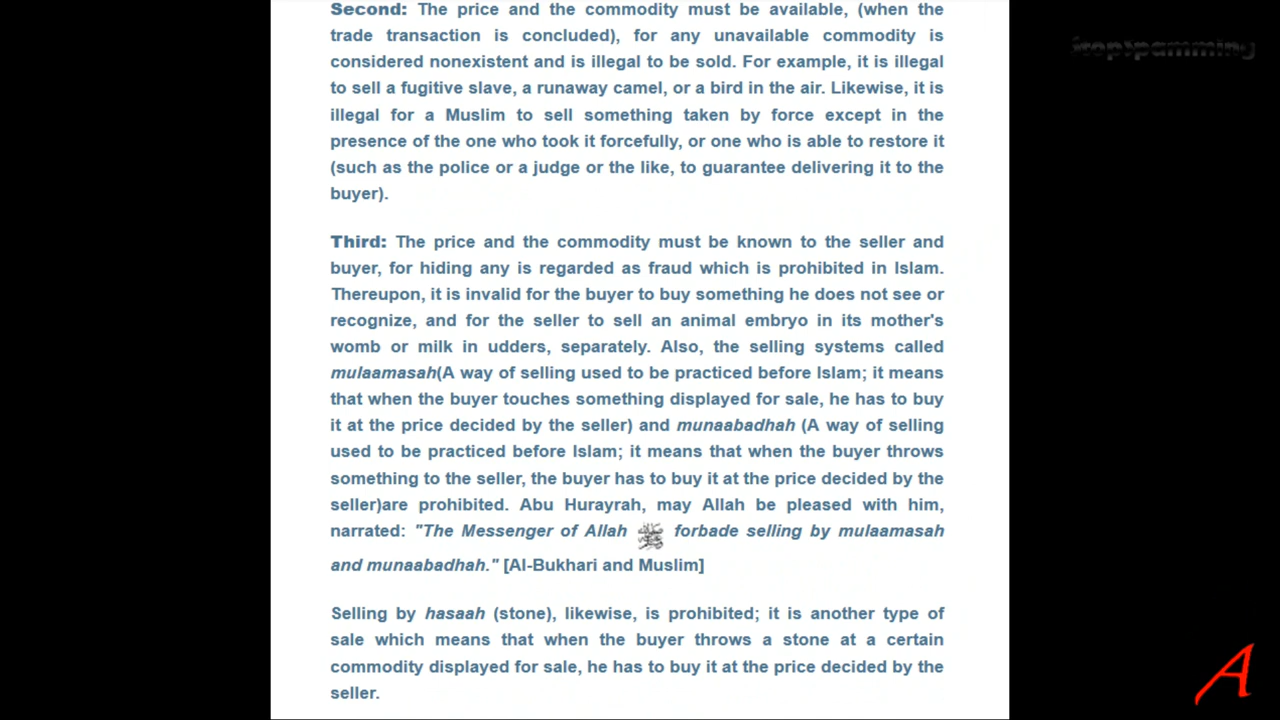 Second: The price and the commodity must be available, (when the
trade transaction is concluded), for any unavailable commodity is
considered nonexistent and is illegal to be sold. For example, it is illegal
to sell a fugitive slave, a runaway camel, or a bird in the air. Likewise, it is
illegal for a Muslim to sell something taken by force except in the
presence of the one who took it forcefully, or one who is able to restore it
(such as the police or a judge or the like, to guarantee delivering it to the
buyer).
Third: The price and the commodity must be known to the seller and
buyer, for hiding any is regarded as fraud which is prohibited in Islam.
Thereupon, it is invalid for the buyer to buy something he does not see or
recognize, and for the seller to sell an animal embryo in its mother's
womb or milk in udders, separately. Also, the selling systems called
mulaamasah(A way of selling used to be practiced before Islam; it means
that when the buyer touches something displayed for sale, he has to buy
it at the price decided by the seller) and munaabadhah (A way of selling
used to be practiced before Islam; it means that when the buyer throws
something to the seller, the buyer has to buy it at the price decided by the
seller)are prohibited. Abu Hurayrah, may Allah be pleased with him,
narrated: "The Messenger of Allah forbade selling by mulaamasah
and munaabadhah." [Al-Bukhari and Muslim]
Selling by hasaah (stone), likewise, is prohibited; it is another type of
sale which means that when the buyer throws a stone at a certain
commodity displayed for sale, he has to buy it at the price decided by the
seller.
A